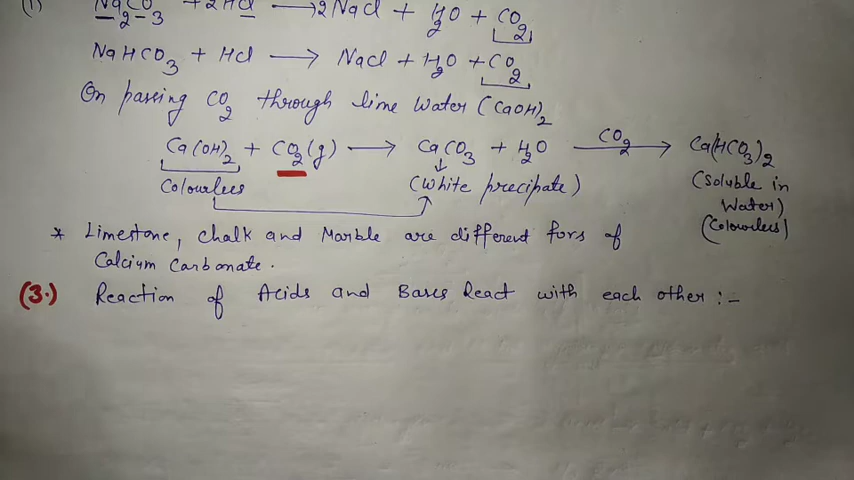 (1) Na2CO3 + 2HCl ⟶ 2NaCl + H2O + CO2
NaHCO3 + HCl ⟶ NaCl + H2O + CO2
On passing CO2 through lime water (CaOH)2
Ca(OH)2 + CO2(g) ⟶ CaCO3 + H2O CO2⟶ Ca(HCO3)2
Colourless (White precipate) (Soluble in
Water)
(Colourless)
* Limestone, chalk and Marble are different fors of
Calcium Carbonate.
(3.) Reaction of Acids and Bases React with each other :-